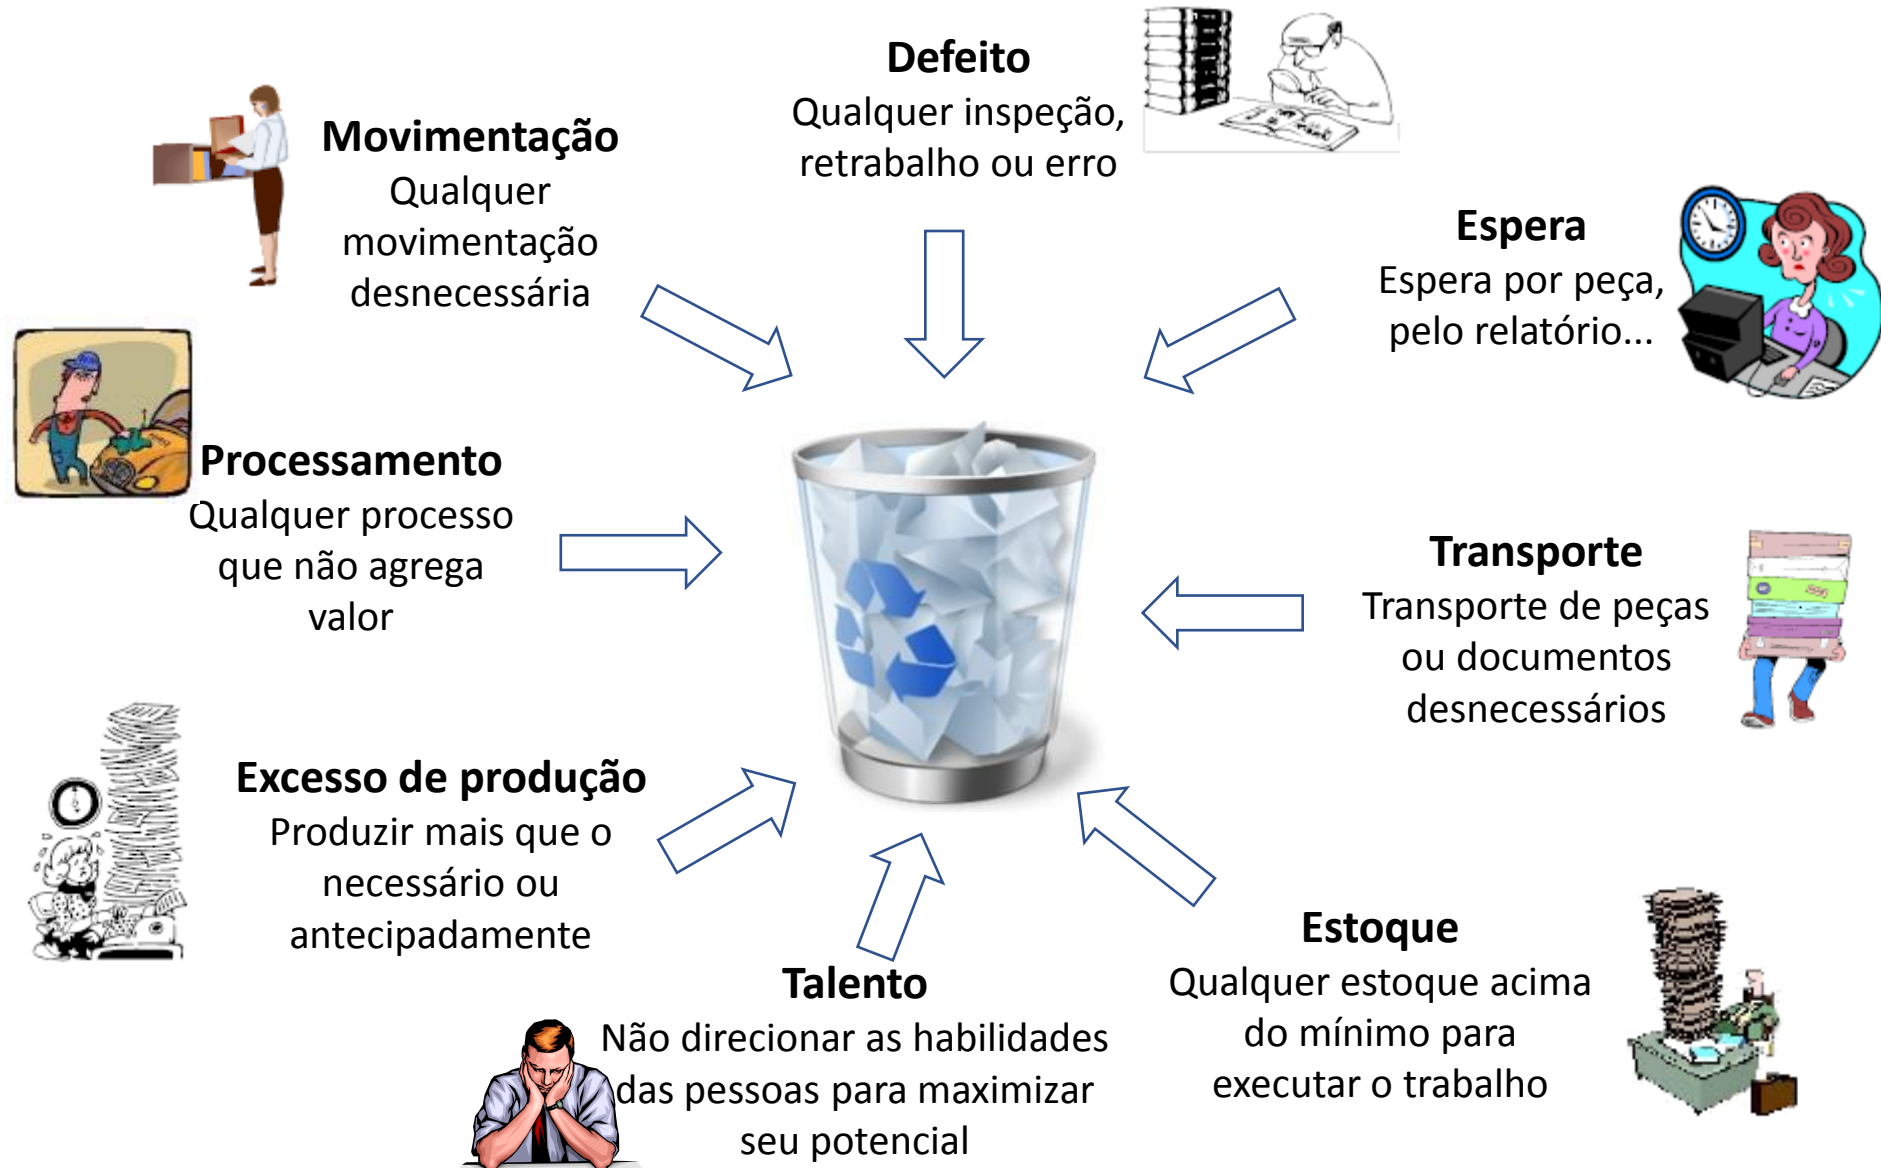 Defeito
Qualquer inspeção,
retrabalho ou erro
Movimentação
Qualquer
movimentação
desnecessária
Espera
Espera por peça,
pelo relatório...
Processamento
Qualquer processo
que não agrega
valor
Transporte
Transporte de peças
ou documentos
desnecessários
Excesso de produção
Produzir mais que o
necessário ou
antecipadamente
Estoque
Qualquer estoque acima
do mínimo para
executar o trabalho
Talento
Não direcionar as habilidades
das pessoas para maximizar
seu potencial